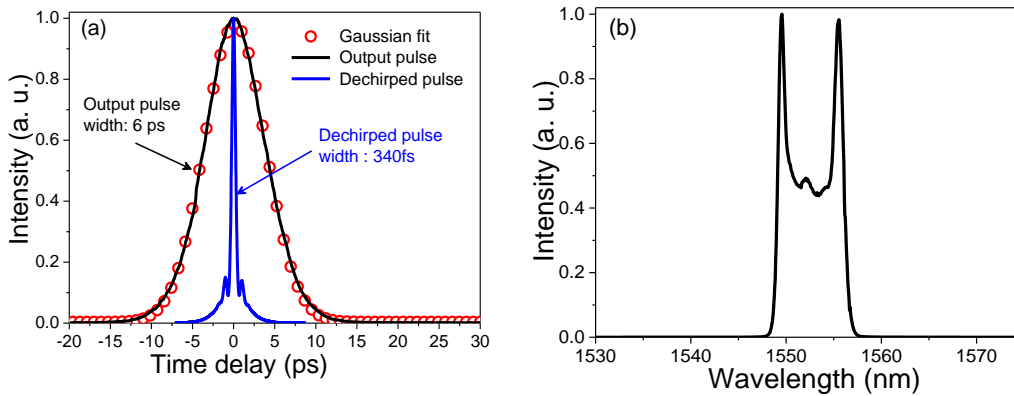 (a)
Gaussian fit
Output pulse
Dechirped pulse
Output pulse
width: 6 ps
Dechirped pulse
width : 340fs
Intensity (a. u.)
1.0
0.8
0.6
0.4
0.2
0.0
-20 -15 -10 -5 0 5 10 15 20 25 30
Time delay (ps)
(b)
Intensity (a. u.)
1.0
0.8
0.6
0.4
0.2
0.0
1530 1540 1550 1560 1570
Wavelength (nm)